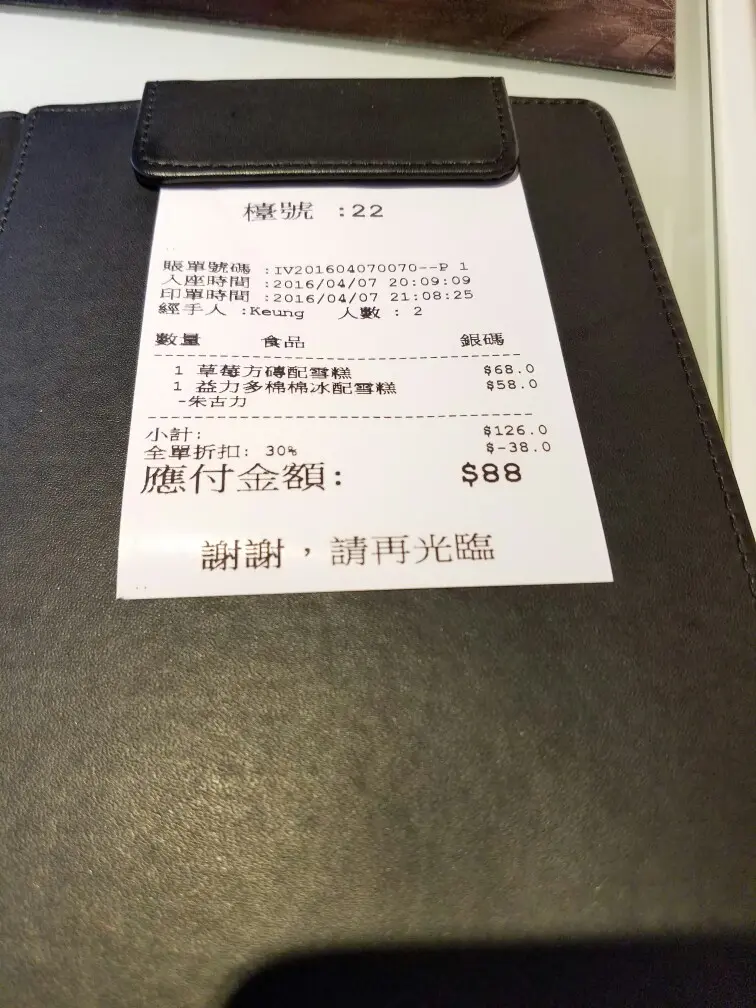 檯號 :22
賬單號碼 :IV201604070070--P 1
入座時間 :2016/04/07 20:09:09
印單時間 :2016/04/07 21:08:25
經手人 :Keung 人數 : 2
數量 食品 銀碼
1 草莓方磚配雪糕 $68.0
1 益力多棉棉冰配雪糕 $58.0
-朱古力
小計: $126.0
全單折扣: 30% $-38.0
應付金額: $88
謝謝，請再光臨